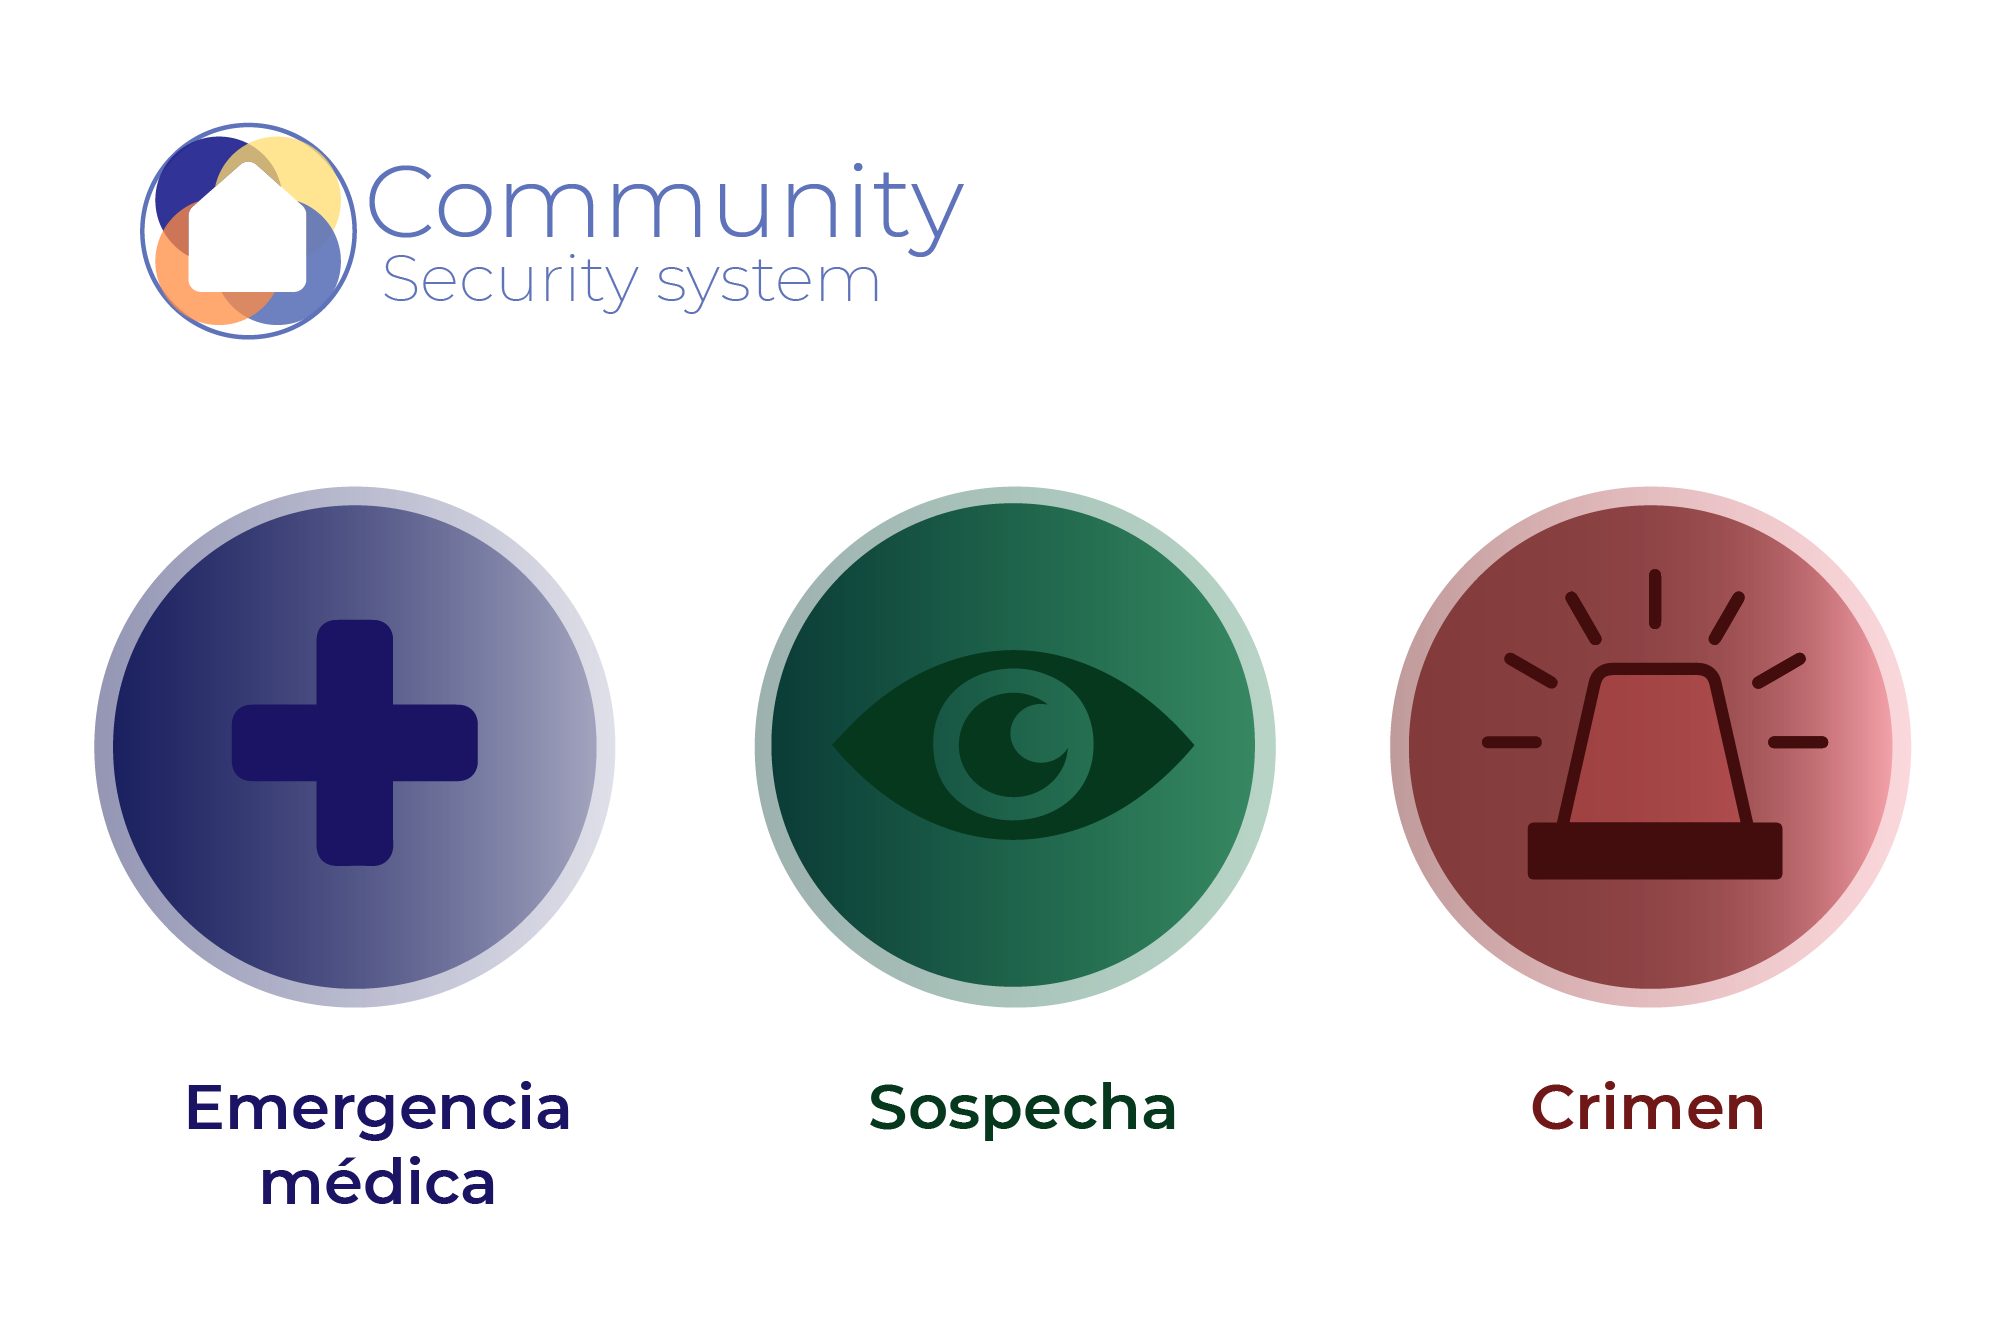 Community
Security system
Emergencia
médica
Sospecha
Crimen